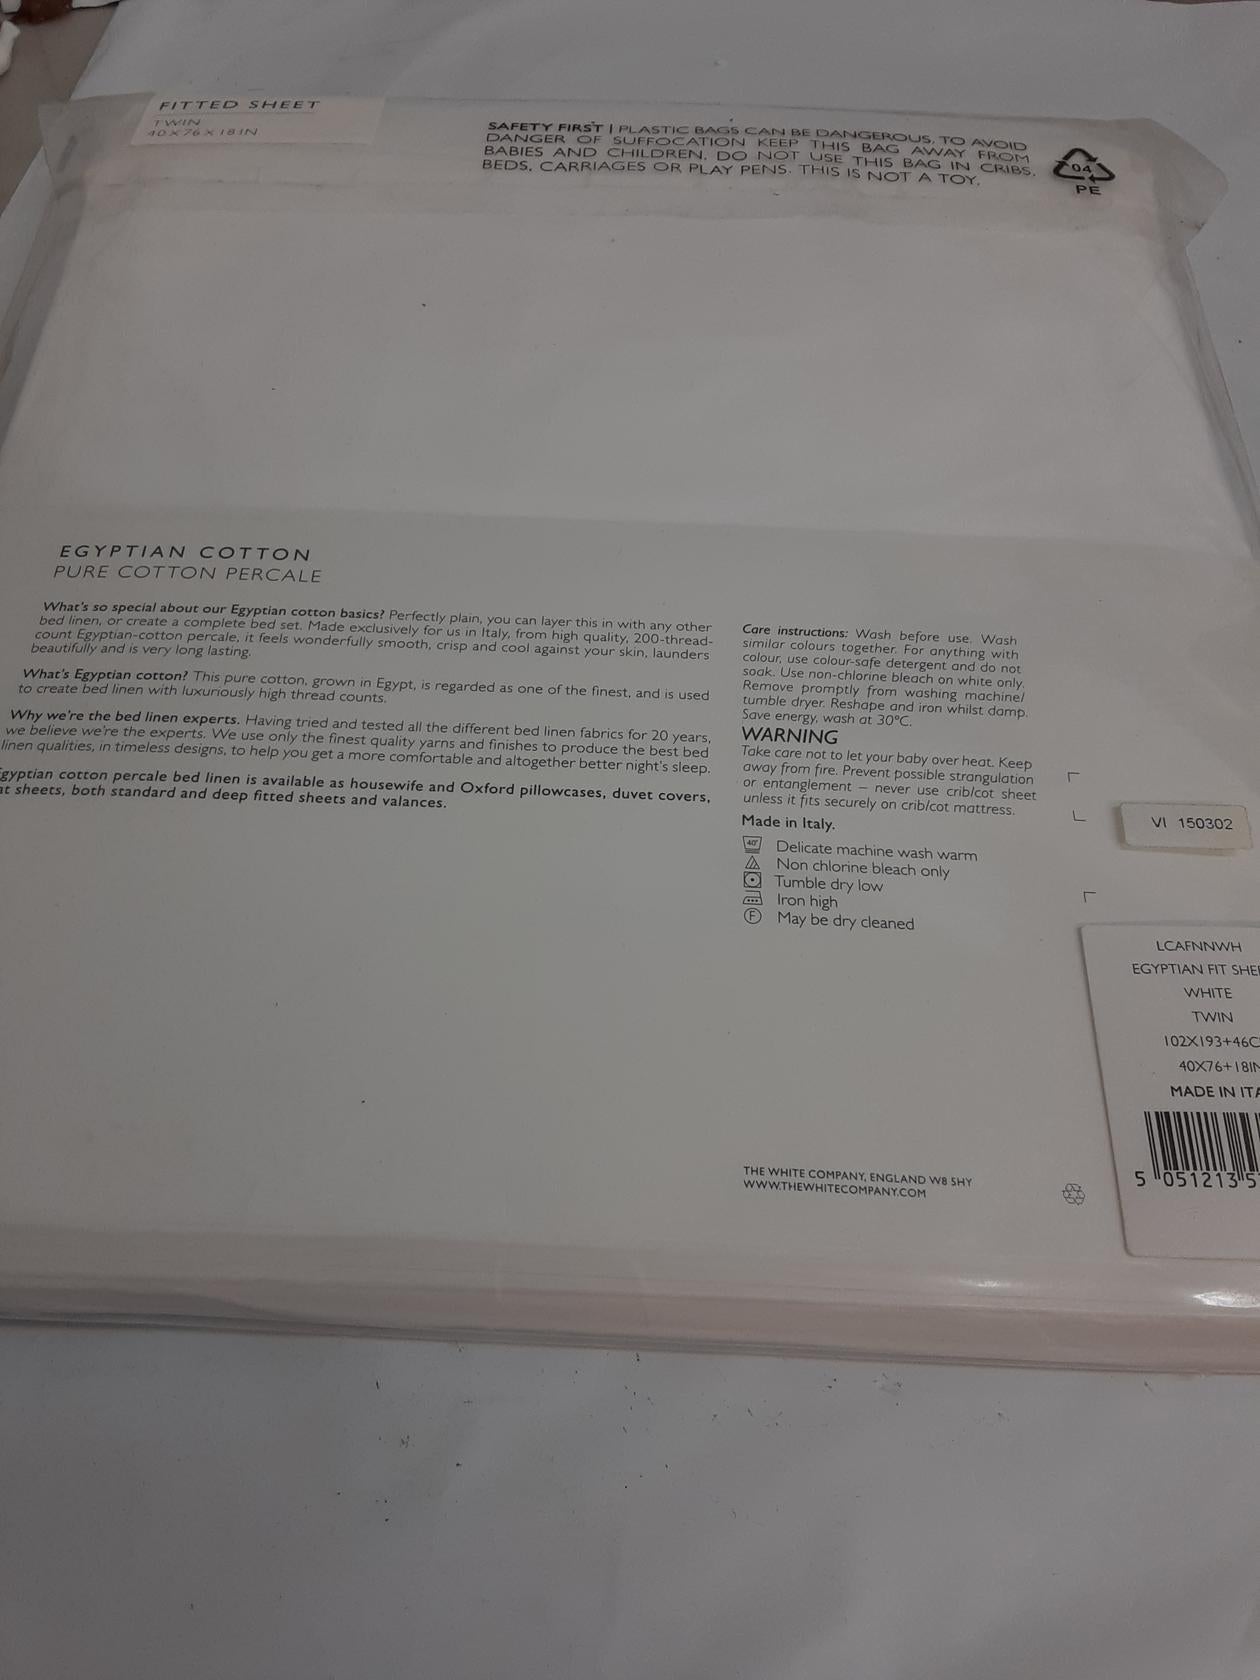 FITTED SHEET
TWIN
40 X 76 X 18 IN
SAFETY FIRST | PLASTIC BAGS CAN BE DANGEROUS, TO AVOID
DANGER OF SUFFOCATION KEEP THIS BAG AWAY FROM
BABIES AND CHILDREN. DO NOT USE THIS BAG IN CRIBS,
BEDS, CARRIAGES OR PLAY PENS. THIS IS NOT A TOY.
04
PE
EGYPTIAN COTTON
PURE COTTON PERCALE
What's so special about our Egyptian cotton basics? Perfectly plain, you can layer this in with any other
bed linen, or create a complete bed set. Made exclusively for us in Italy, from high quality, 200-thread-
count Egyptian-cotton percale, it feels wonderfully smooth, crisp and cool against your skin, launders
beautifully and is very long lasting.
What's Egyptian cotton? This pure cotton, grown in Egypt, is regarded as one of the finest, and is used
to create bed linen with luxuriously high thread counts.
Why we're the bed linen experts. Having tried and tested all the different bed linen fabrics for 20 years,
we believe we're the experts. We use only the finest quality yarns and finishes to produce the best bed
linen qualities, in timeless designs, to help you get a more comfortable and altogether better night's sleep.
gyptian cotton percale bed linen is available as housewife and Oxford pillowcases, duvet covers,
at sheets, both standard and deep fitted sheets and valances.
Care instructions: Wash before use. Wash
similar colours together. For anything with
colour, use colour-safe detergent and do not
soak. Use non-chlorine bleach on white only.
Remove promptly from washing machine/
tumble dryer. Reshape and iron whilst damp.
Save energy, wash at 30°C.
WARNING
Take care not to let your baby over heat. Keep
away from fire. Prevent possible strangulation
or entanglement – never use crib/cot sheet
unless it fits securely on crib/cot mattress.
Made in Italy.
40° Delicate machine wash warm
Non chlorine bleach only
Tumble dry low
Iron high
F May be dry cleaned
VI 150302
LCAFNNWH
EGYPTIAN FIT SHE
WHITE
TWIN
102X193+46C
40X76+18IN
MADE IN ITA
5 051213 5
THE WHITE COMPANY, ENGLAND W8 5HY
WWW.THEWHITECOMPANY.COM